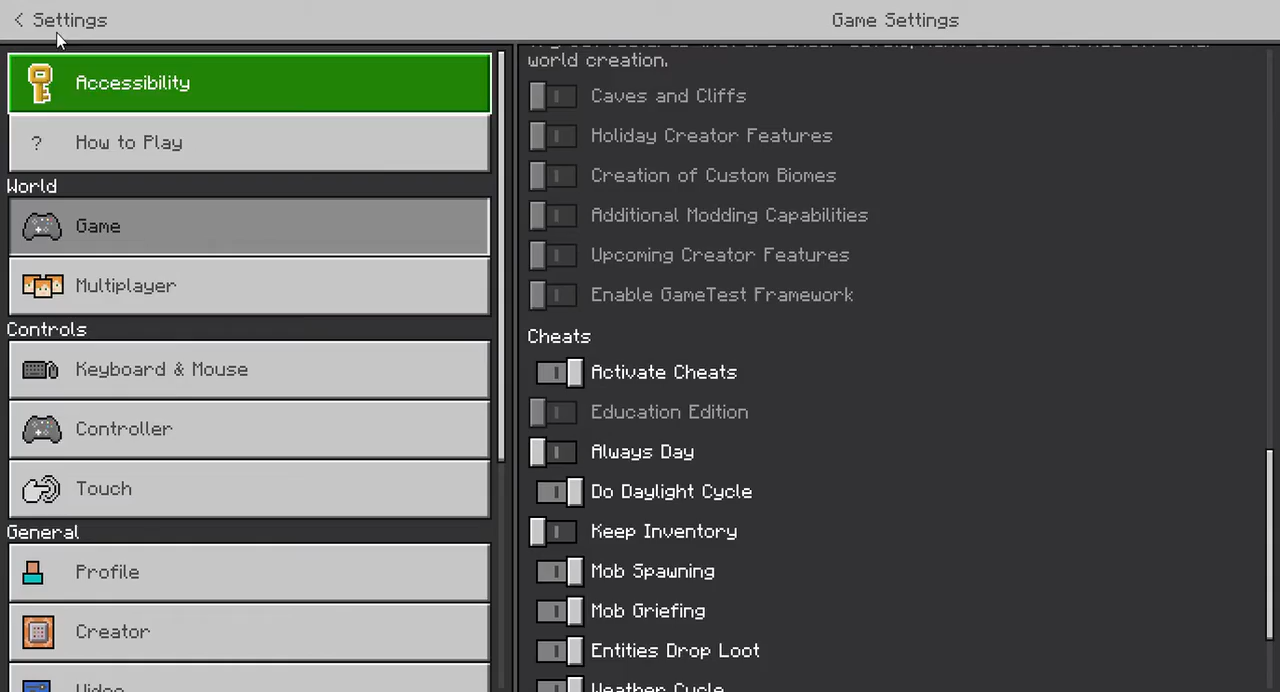 Settings
Game Settings
Accessibility
How to Play
World
Game
Multiplayer
Controls
Keyboard & Mouse
Controller
Touch
General
Profile
Creator
Video
world creation.
Caves and Cliffs
Holiday Creator Features
Creation of Custom Biomes
Additional Modding Capabilities
Upcoming Creator Features
Enable GameTest Framework
Cheats
Activate Cheats
Education Edition
Always Day
Do Daylight Cycle
Keep Inventory
Mob Spawning
Mob Griefing
Entities Drop Loot
Weather Cycle